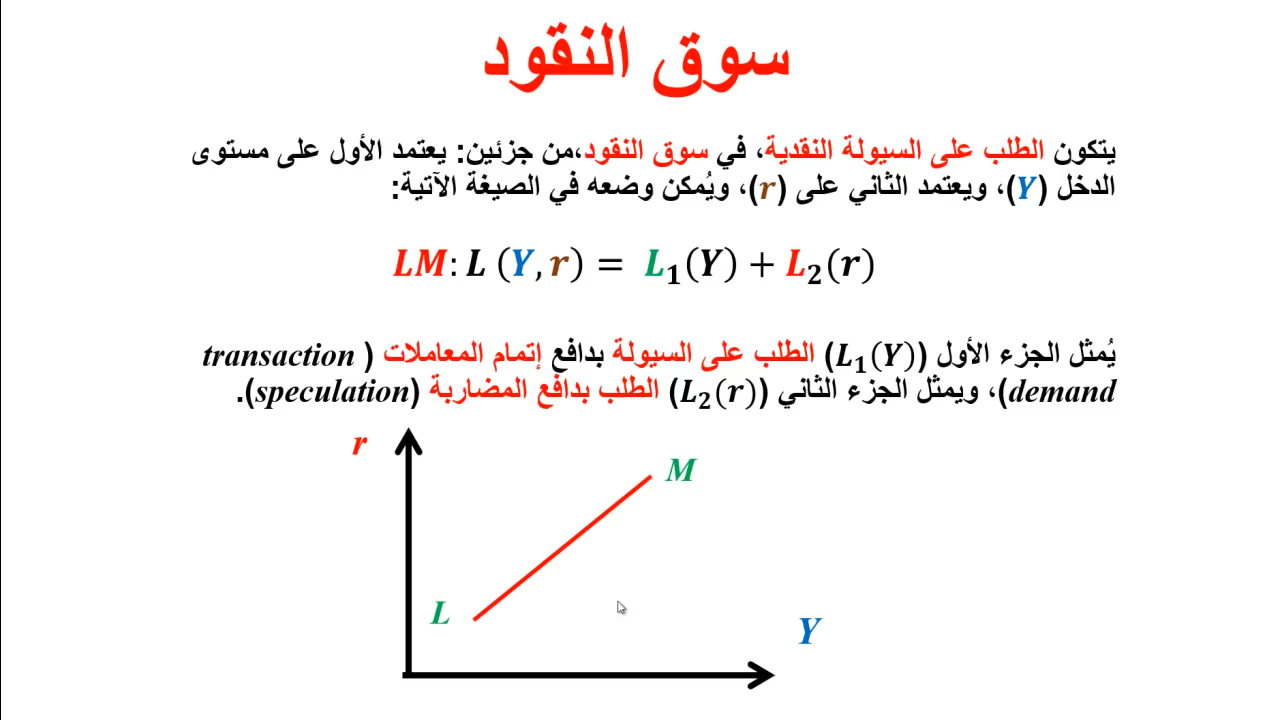 سوق النقود
يتكون الطلب على السيولة النقدية، في سوق النقود،من جزئين: يعتمد الأول على مستوى
الدخل (Y)، ويعتمد الثاني على (r)، ويُمكن وضعه في الصيغة الآتية:
LM: L (Y, r) = L₁(Y) + L₂(r)
يُمثل الجزء الأول (L₁(Y)) الطلب على السيولة بدافع إتمام المعاملات (transaction
demand)، ويمثل الجزء الثاني (L₂(r)) الطلب بدافع المضاربة (speculation).
r
M
L
Y